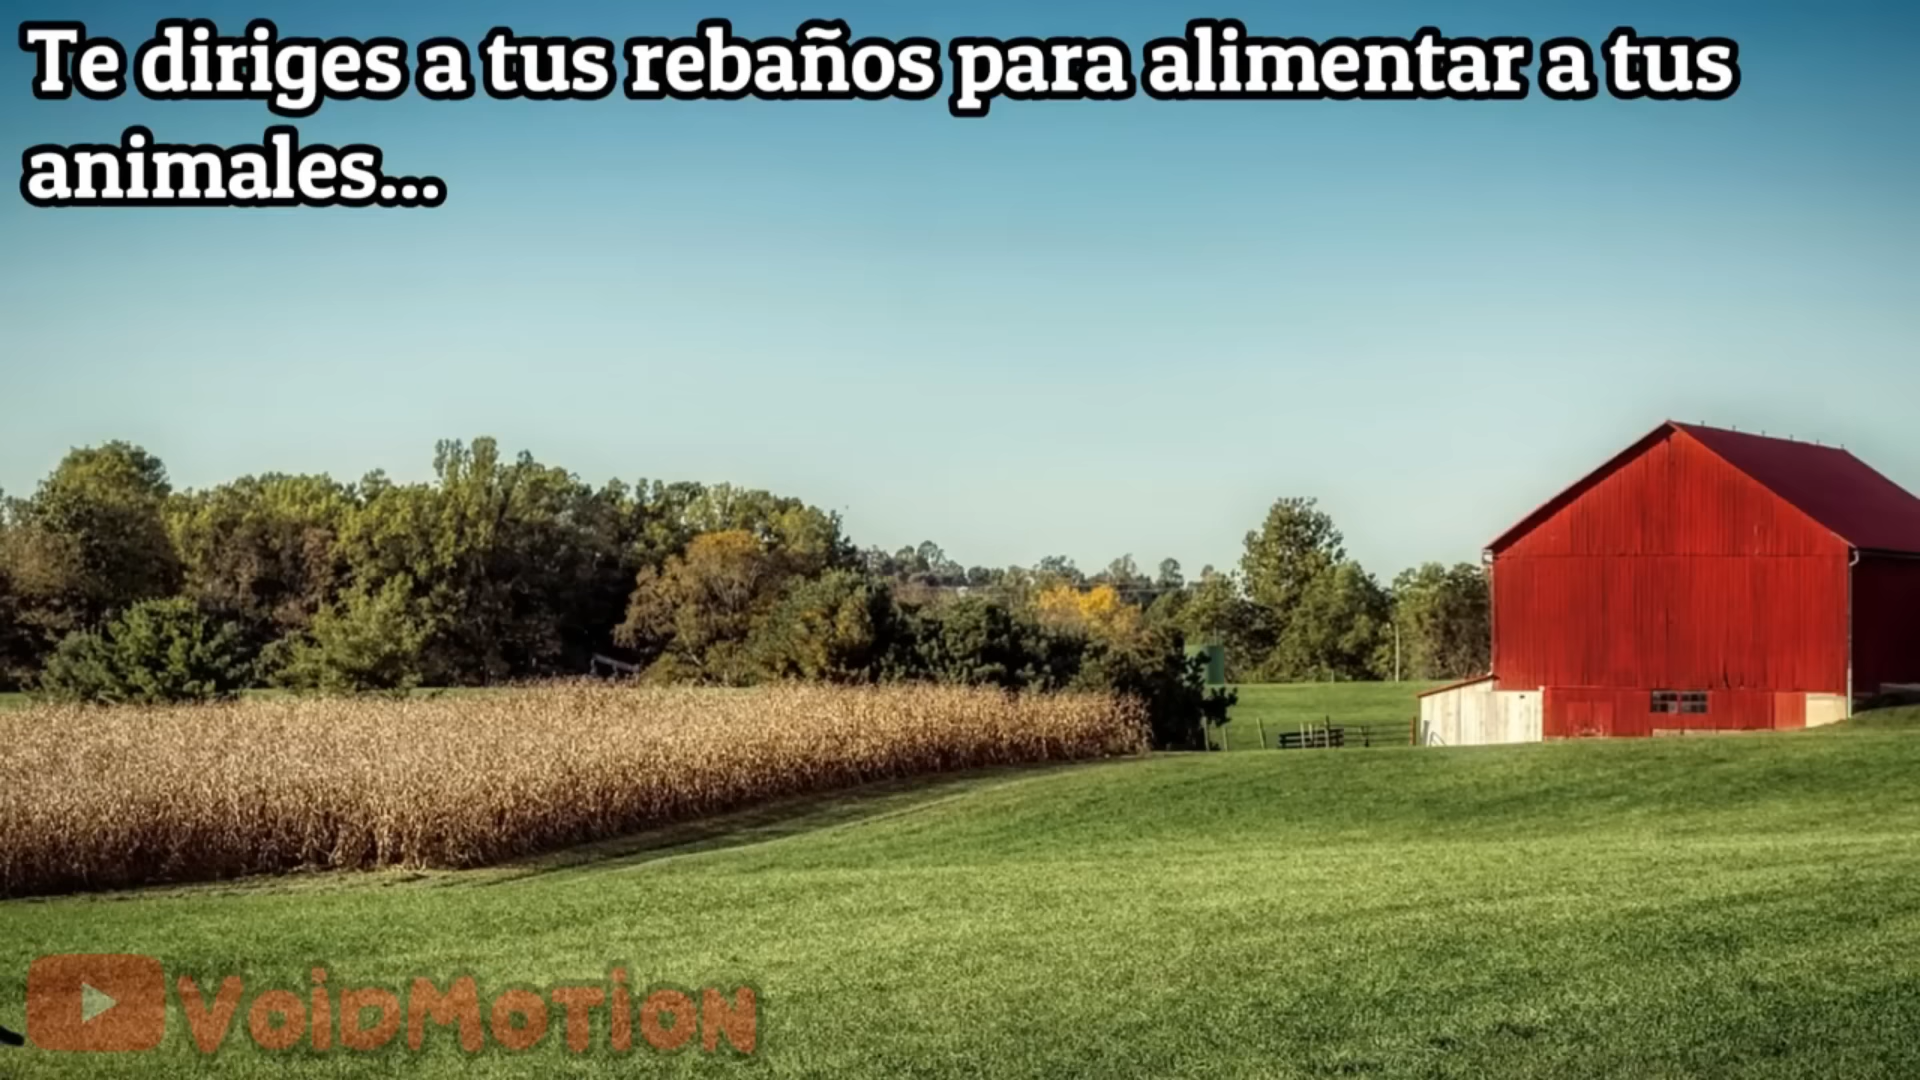 Te diriges a tus rebaños para alimentar a tus
animales...
VoidMotion